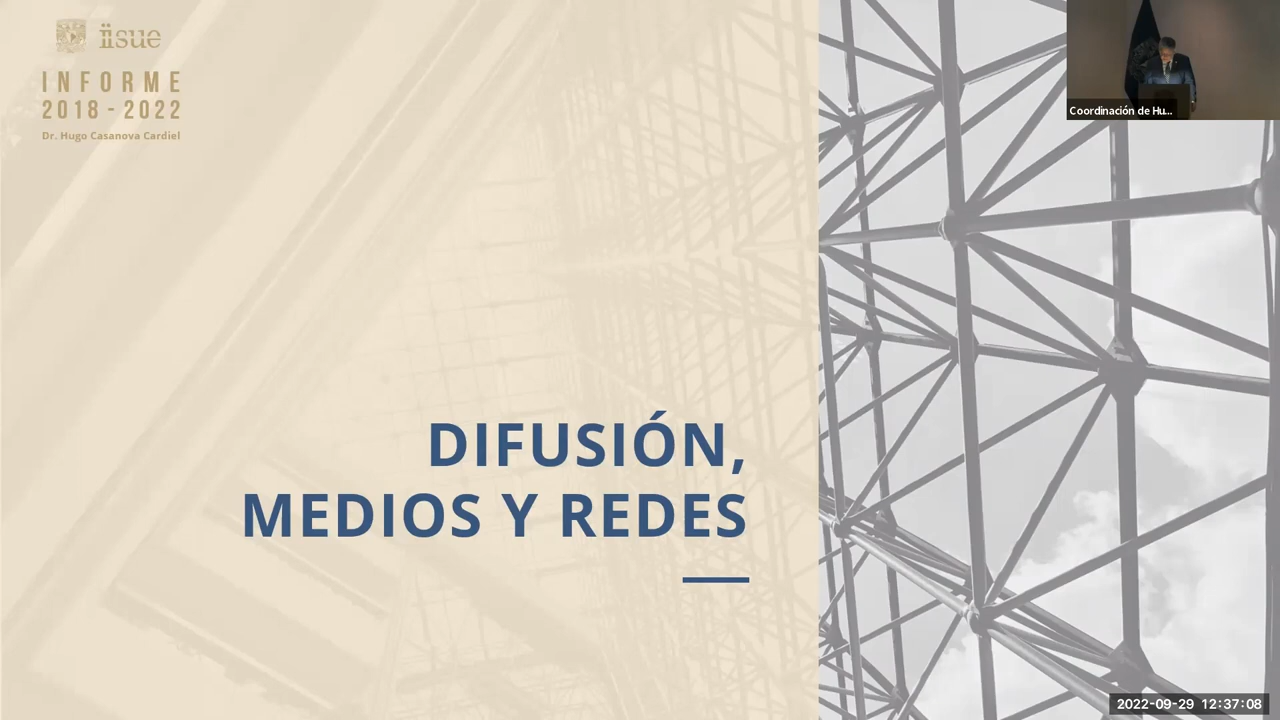 iisue
INFORME
2018 - 2022
Dr. Hugo Casanova Cardiel
Coordinación de Hu...
DIFUSIÓN,
MEDIOS Y REDES
2022-09-29 12:37:08